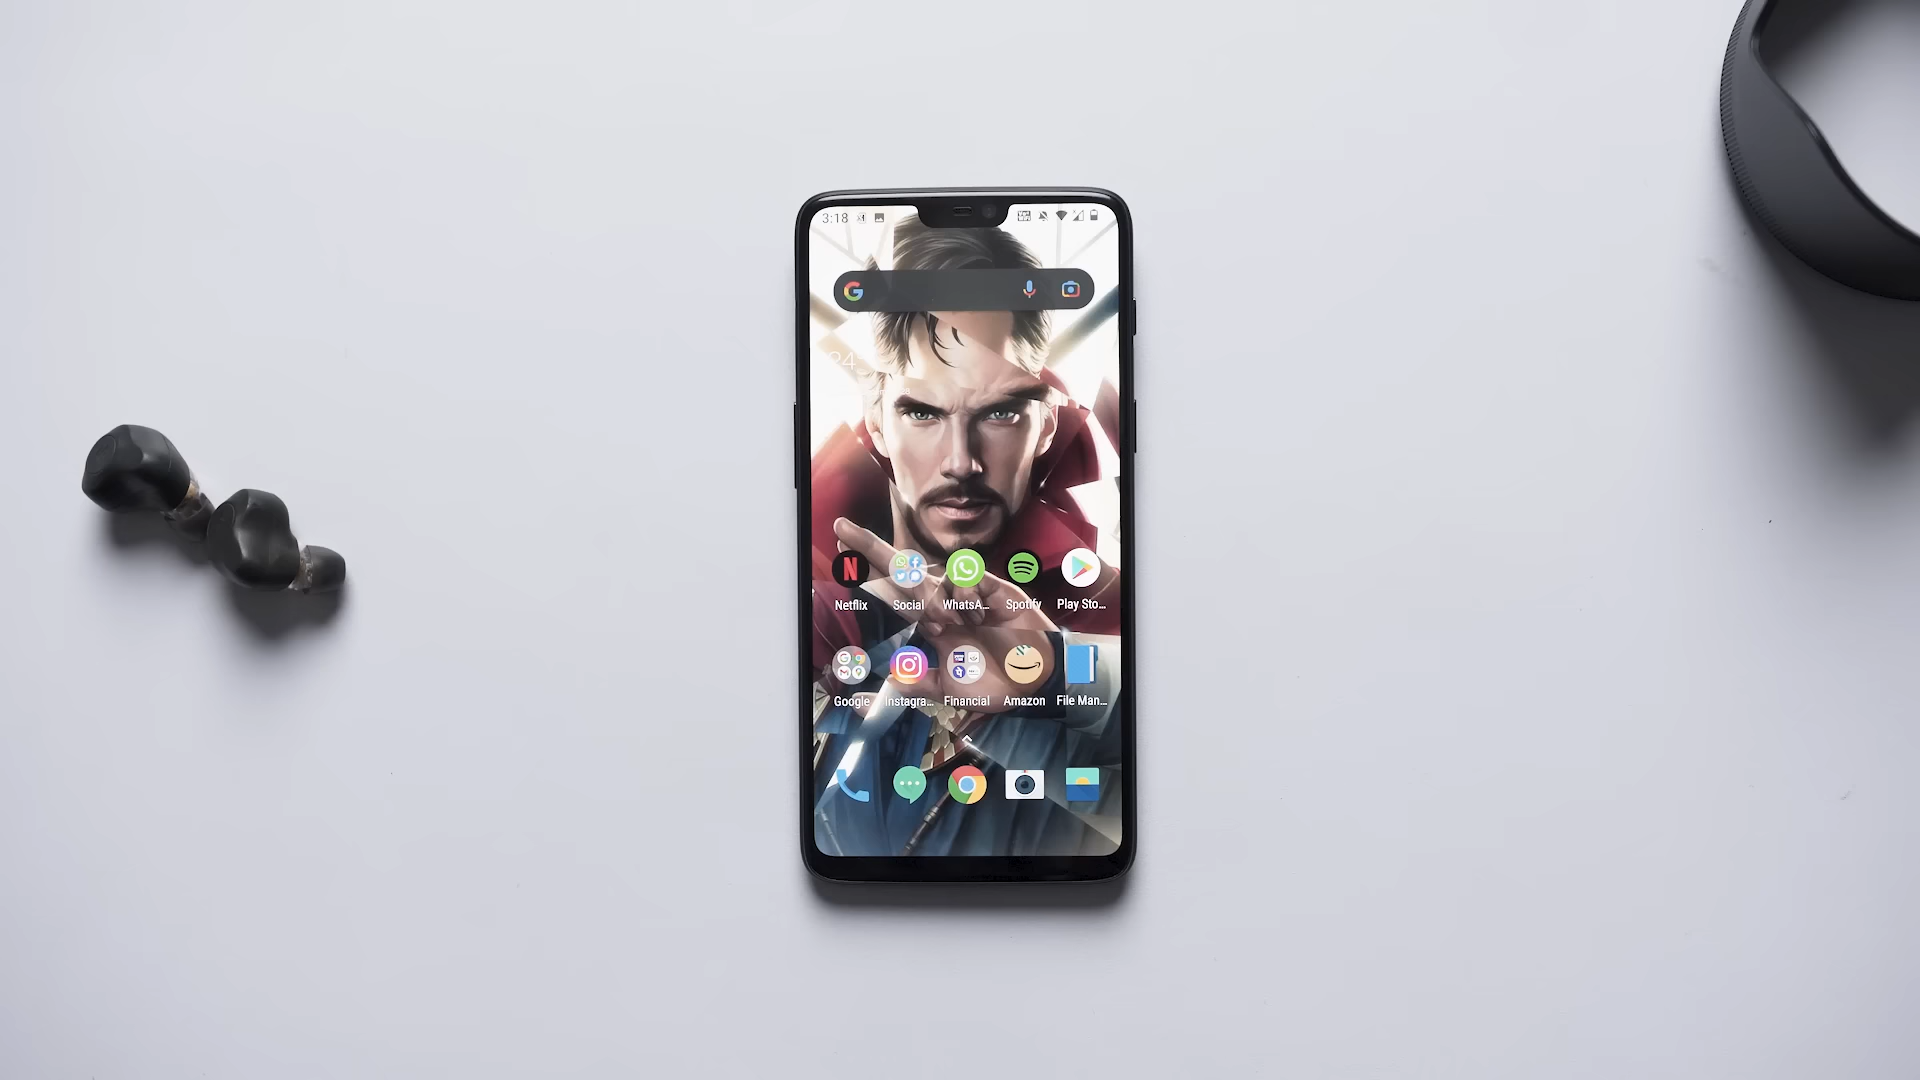 3:18
Netflix
Social
WhatsA...
Spotify
Play Sto...
Google
Instagra...
Financial
Amazon
File Man...